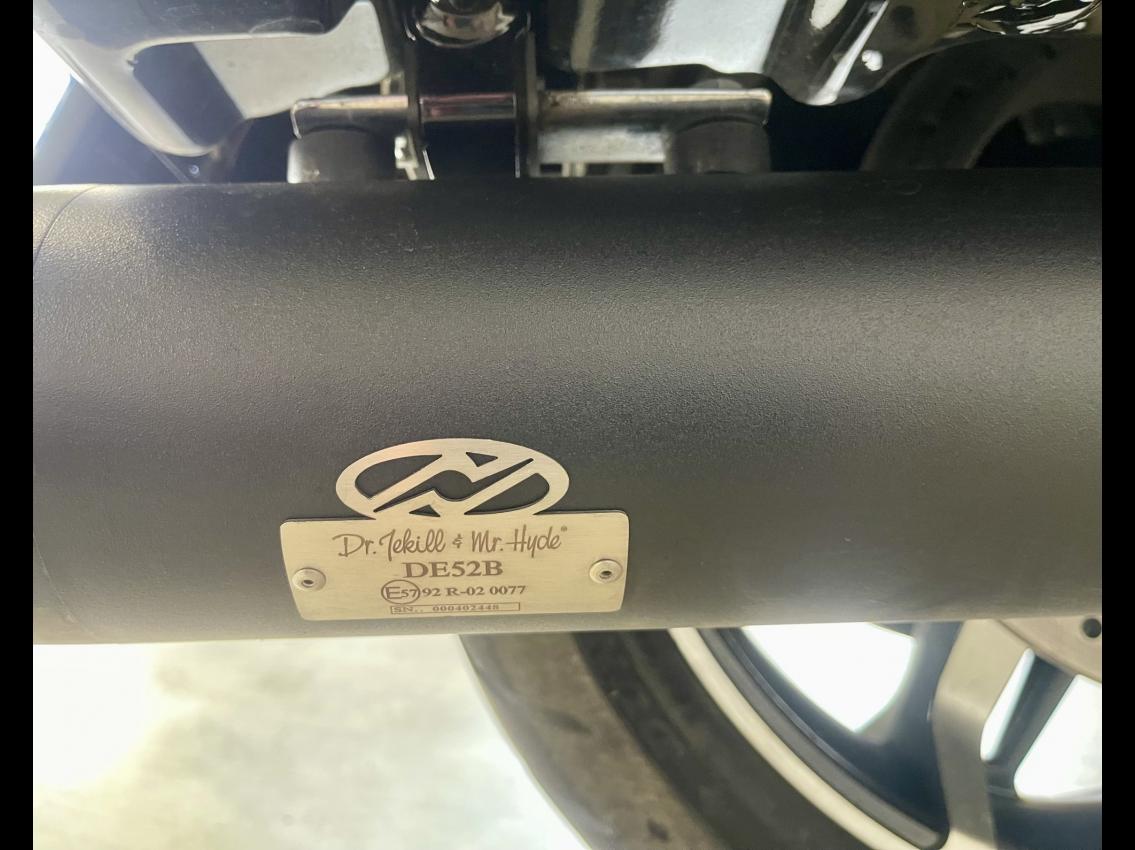 Dr. Jekill & Mr. Hyde®
DE52B
E57 92 R-02 0077
SN.: 000402448